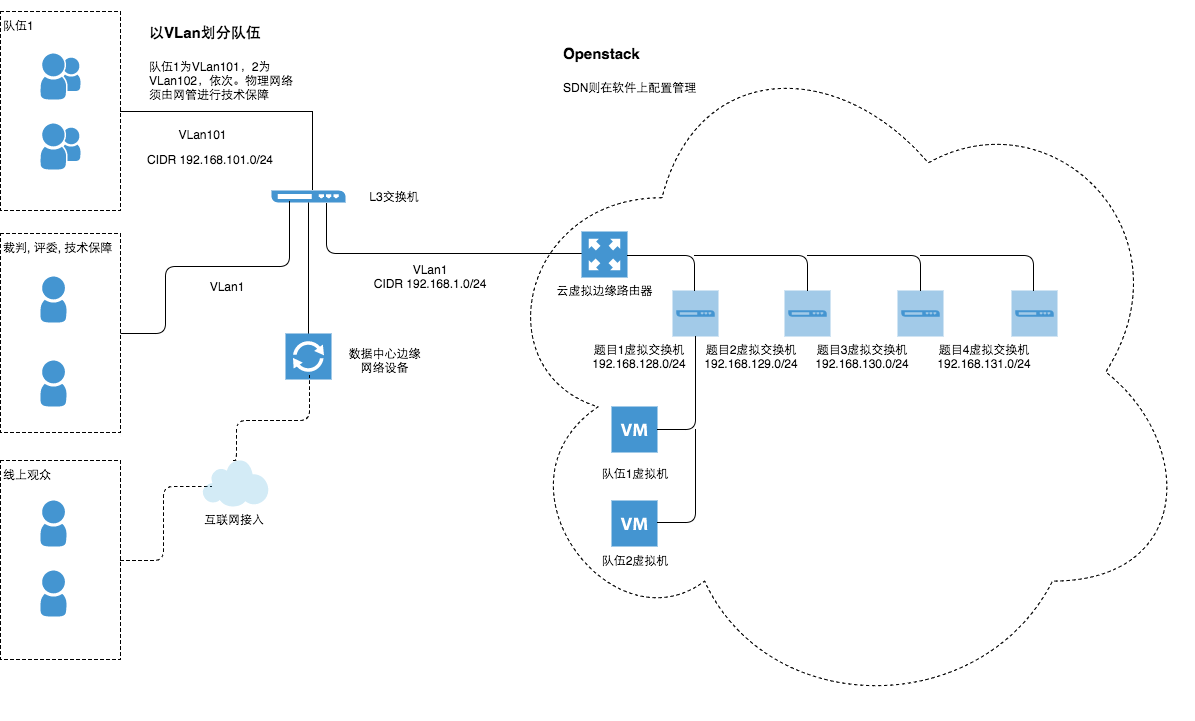 队伍1
以VLan划分队伍
队伍1为VLan101，2为
VLan102，依次。物理网络
须由网管进行技术保障
VLan101
CIDR 192.168.101.0/24
L3交换机
裁判, 评委, 技术保障
VLan1
VLan1
CIDR 192.168.1.0/24
数据中心边缘
网络设备
线上观众
互联网接入
Openstack
SDN则在软件上配置管理
云虚拟边缘路由器
题目1虚拟交换机
192.168.128.0/24
题目2虚拟交换机
192.168.129.0/24
题目3虚拟交换机
192.168.130.0/24
题目4虚拟交换机
192.168.131.0/24
VM
队伍1虚拟机
VM
队伍2虚拟机